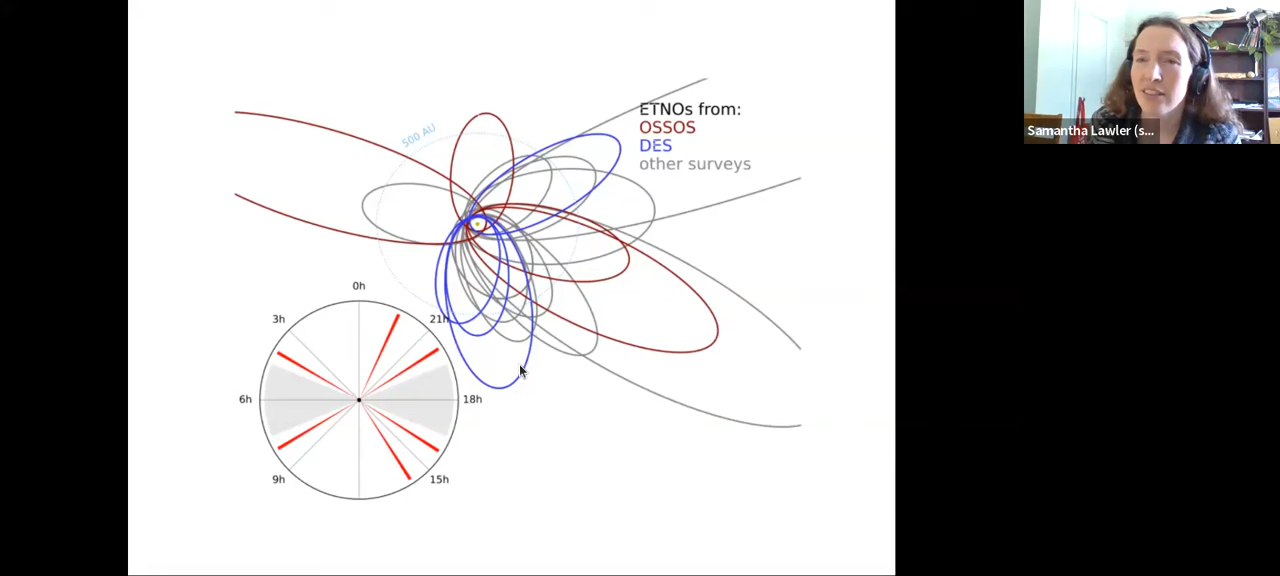 500 AU
ETNOs from:
OSSOS
DES
other surveys
Samantha Lawler (s...
0h
3h
21h
6h
18h
9h
15h